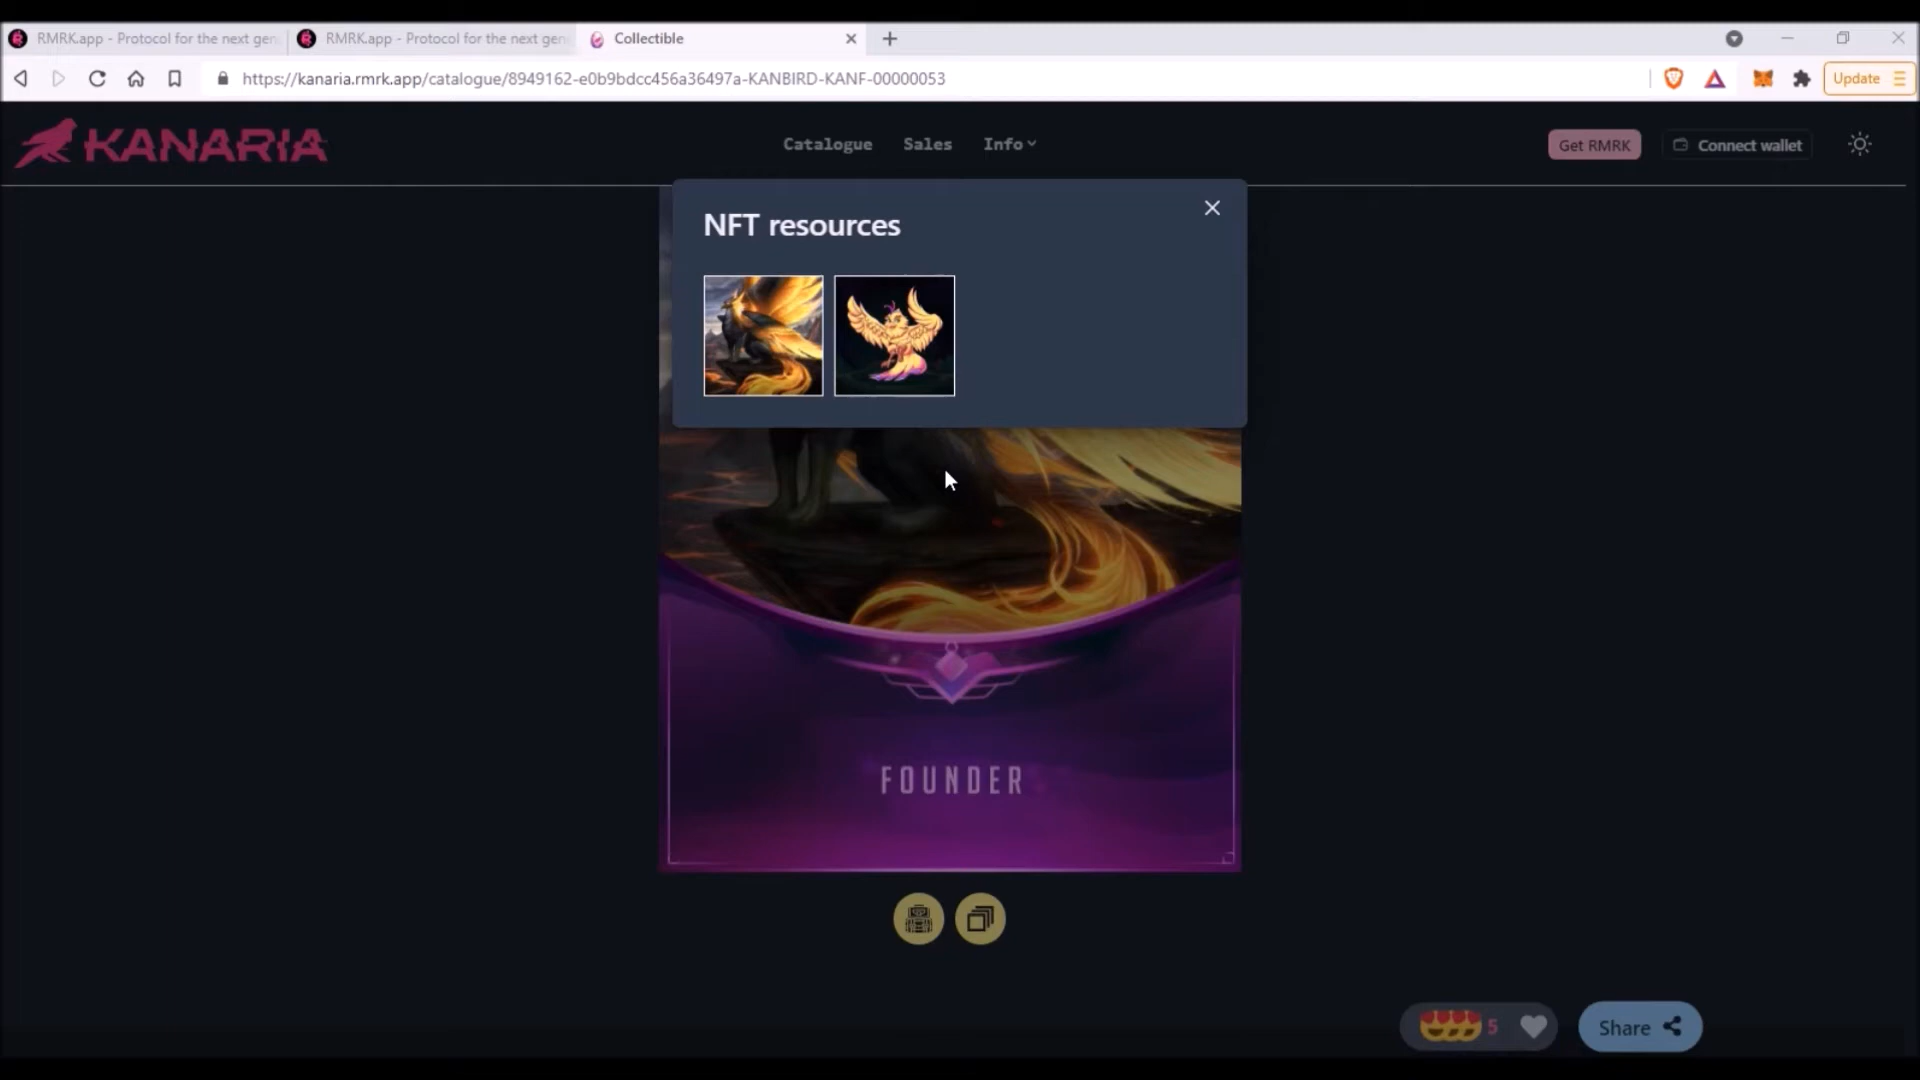 RMRK.app - Protocol for the next gen
RMRK.app - Protocol for the next gen
Collectible
https://kanaria.rmrk.app/catalogue/8949162-e0b9bdcc456a36497a-KANBIRD-KANF-00000053
Update
KANARIA
Catalogue
Sales
Info
Get RMRK
Connect wallet
NFT resources
FOUNDER
5
Share